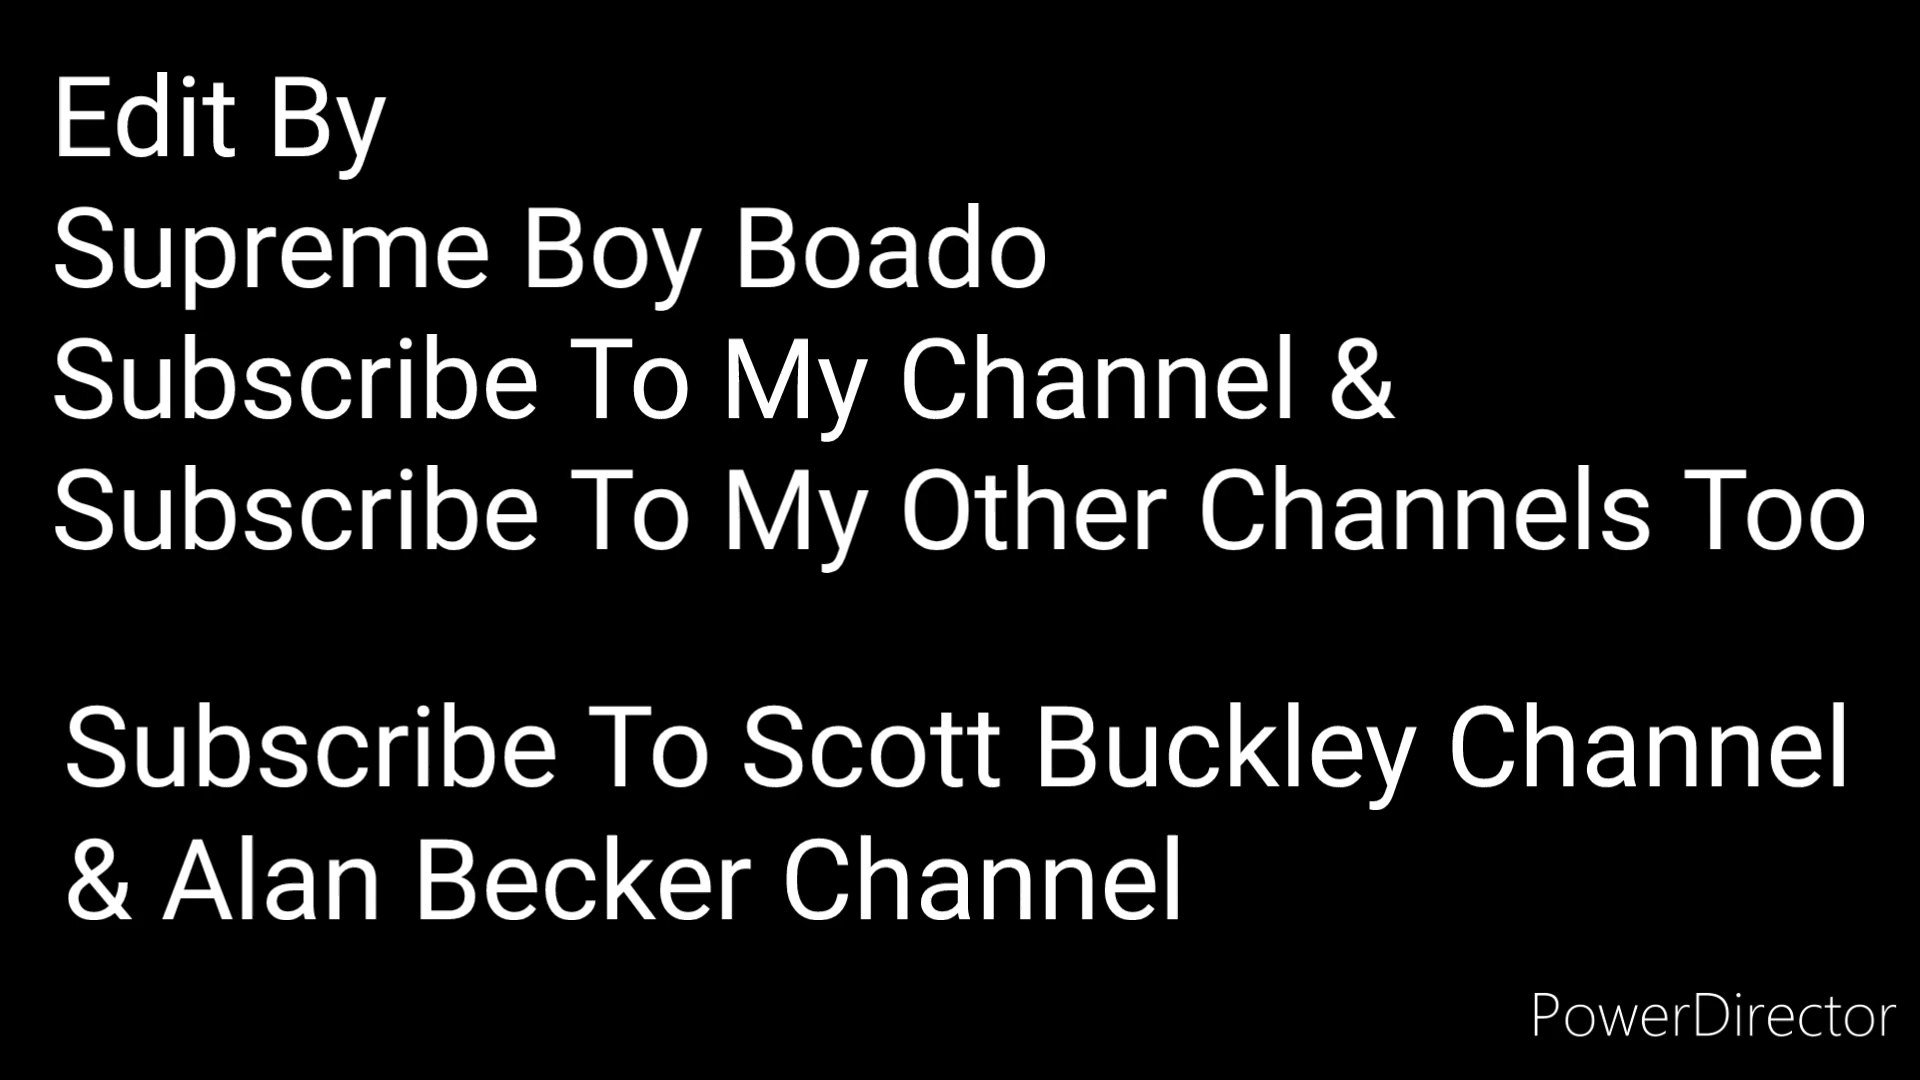 Edit By
Supreme Boy Boado
Subscribe To My Channel &
Subscribe To My Other Channels Too
Subscribe To Scott Buckley Channel
& Alan Becker Channel
PowerDirector